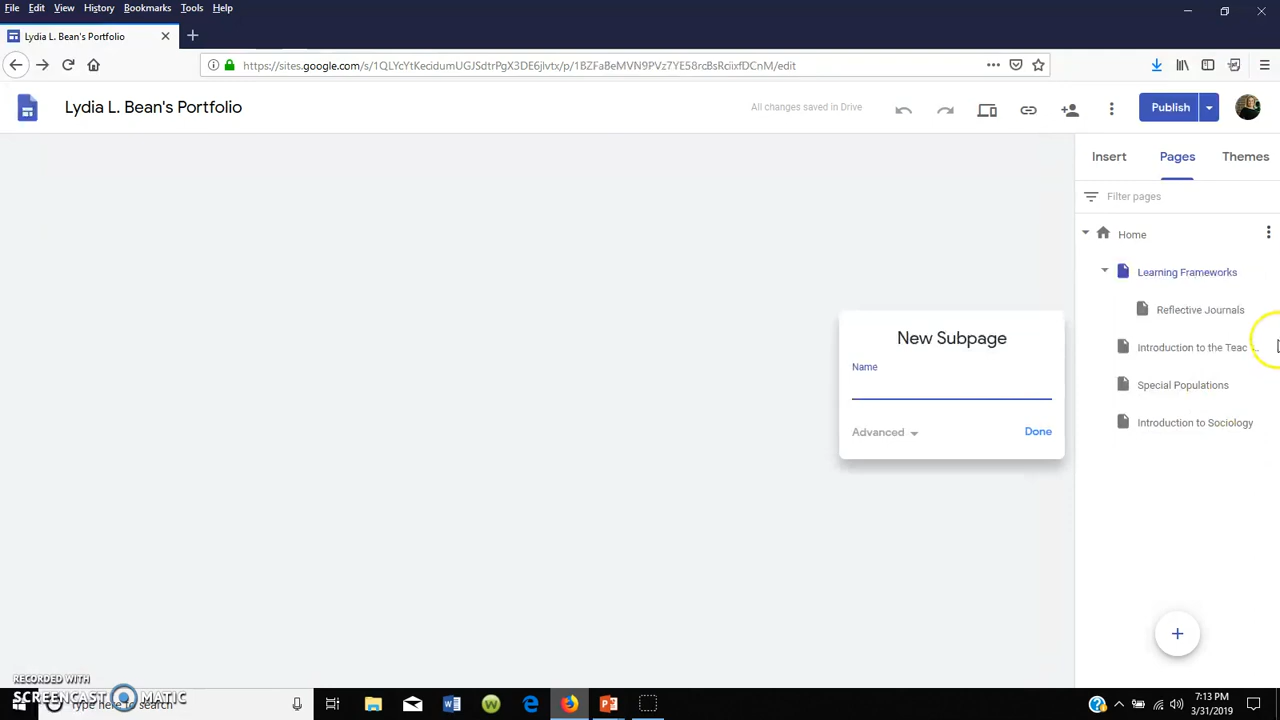 File Edit View History Bookmarks Tools Help
Lydia L. Bean's Portfolio
https://sites.google.com/s/1QLYcYtKecidumUGJSdtrPgX3DE6jlvtx/p/1BZFaBeMVN9PVz7YE58rcBsRciixfDCnM/edit
Lydia L. Bean's Portfolio
All changes saved in Drive
Publish
Insert Pages Themes
Filter pages
Home
Learning Frameworks
New Subpage
Reflective Journals
Introduction to the Teac
Name
Special Populations
Introduction to Sociology
Advanced Done
+
RECORDED WITH
SCREENCAST MATIC
Type here to search
7:13 PM
3/31/2019